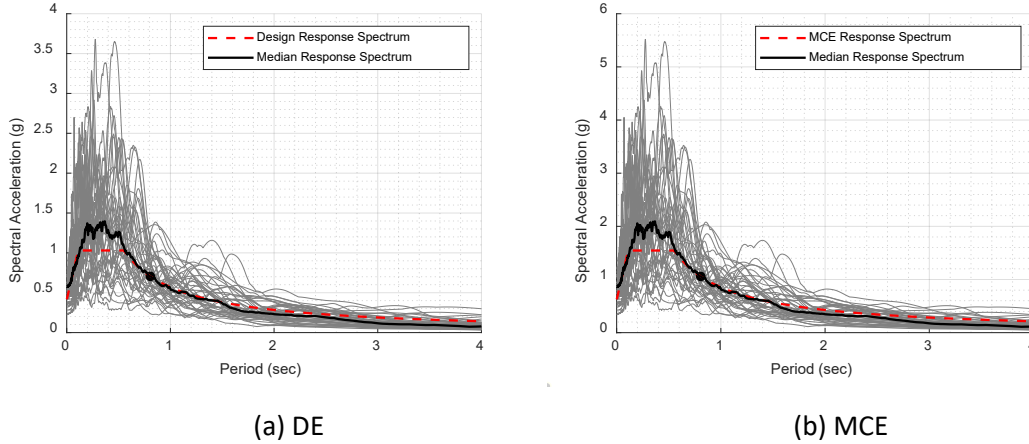 4
3.5
3
2.5
2
1.5
1
0.5
0
Spectral Acceleration (g)
Design Response Spectrum
Median Response Spectrum
0 1 2 3 4
Period (sec)
(a) DE
6
5
4
3
2
1
0
Spectral Acceleration (g)
MCE Response Spectrum
Median Response Spectrum
0 1 2 3 4
Period (sec)
(b) MCE